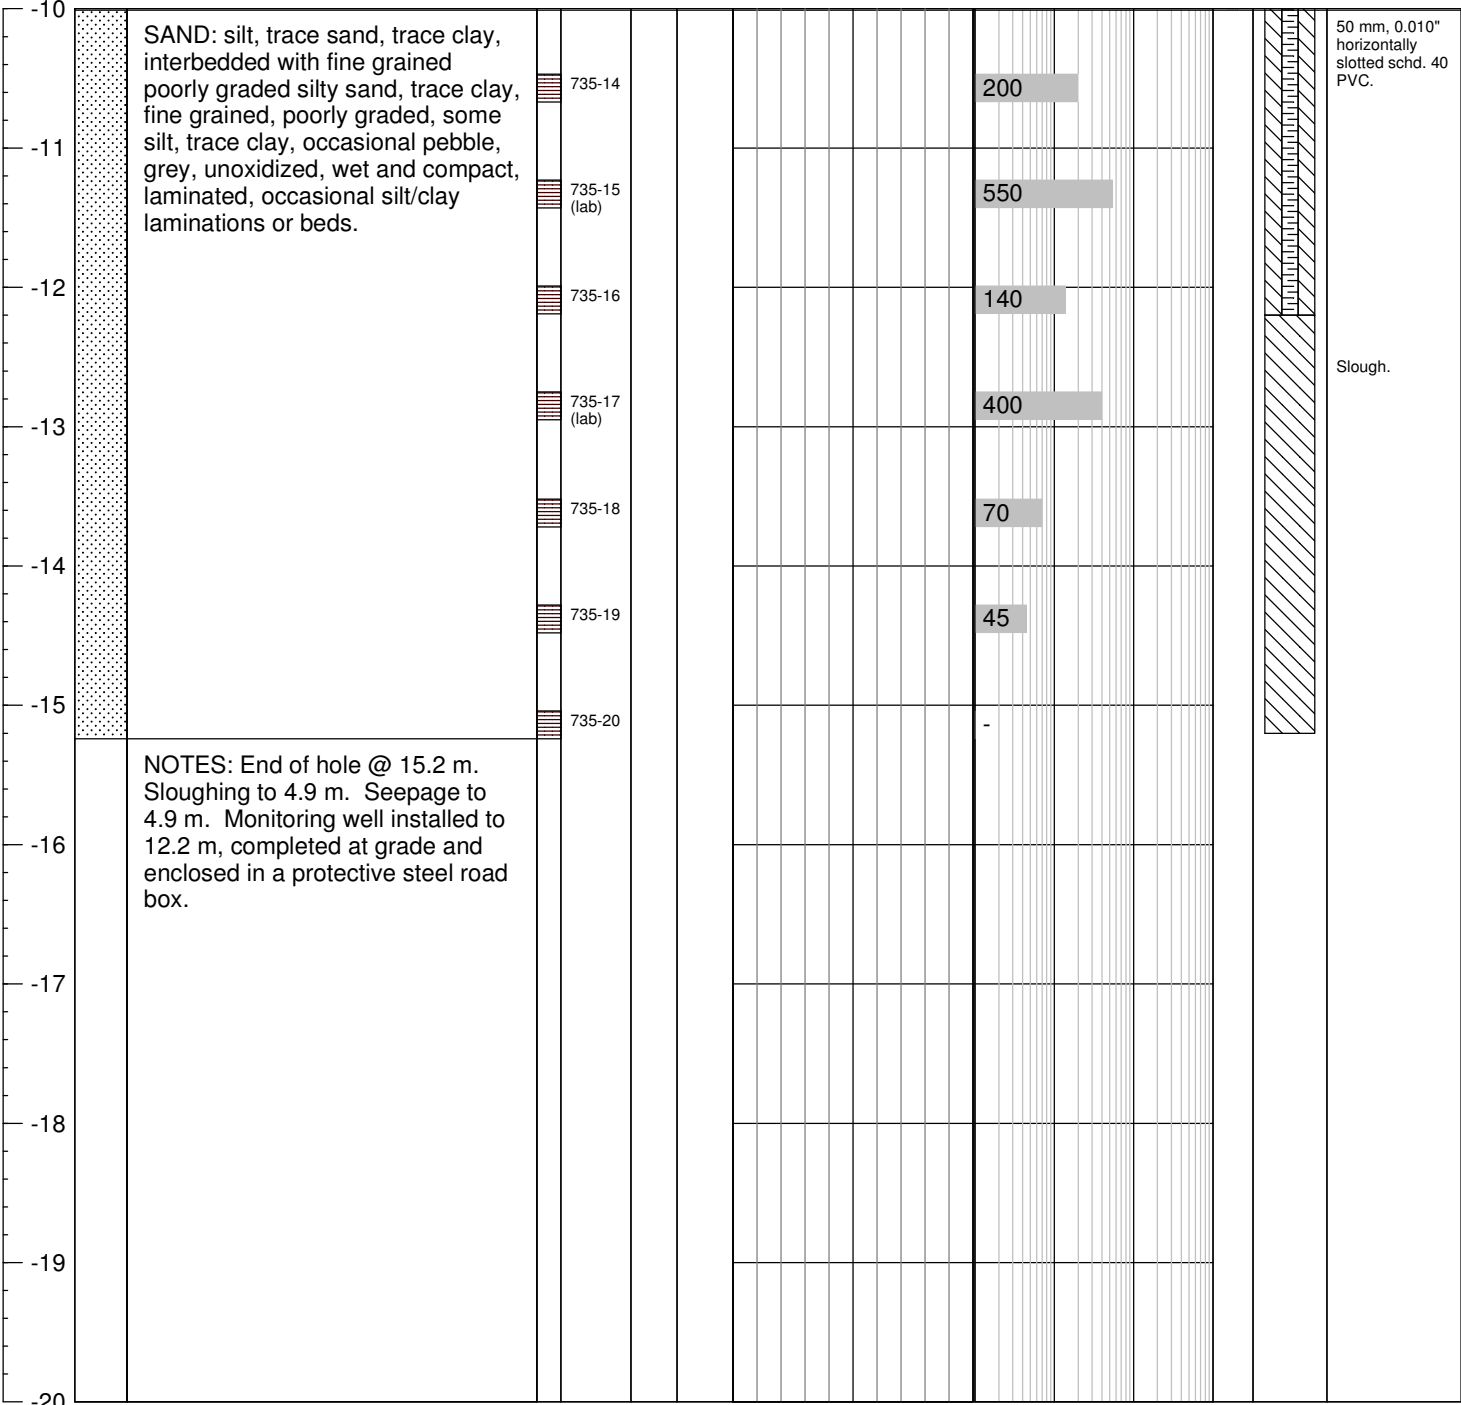 -10
SAND: silt, trace sand, trace clay,
interbedded with fine grained
poorly graded silty sand, trace clay,
fine grained, poorly graded, some
silt, trace clay, occasional pebble,
grey, unoxidized, wet and compact,
laminated, occasional silt/clay
laminations or beds.
50 mm, 0.010"
horizontally
slotted schd. 40
PVC.
735-14
200
-11
735-15
(lab)
550
-12
735-16
140
Slough.
735-17
(lab)
400
-13
735-18
70
-14
735-19
45
-15
735-20
-
NOTES: End of hole @ 15.2 m.
Sloughing to 4.9 m.  Seepage to
4.9 m.  Monitoring well installed to
12.2 m, completed at grade and
enclosed in a protective steel road
box.
-16
-17
-18
-19
-20